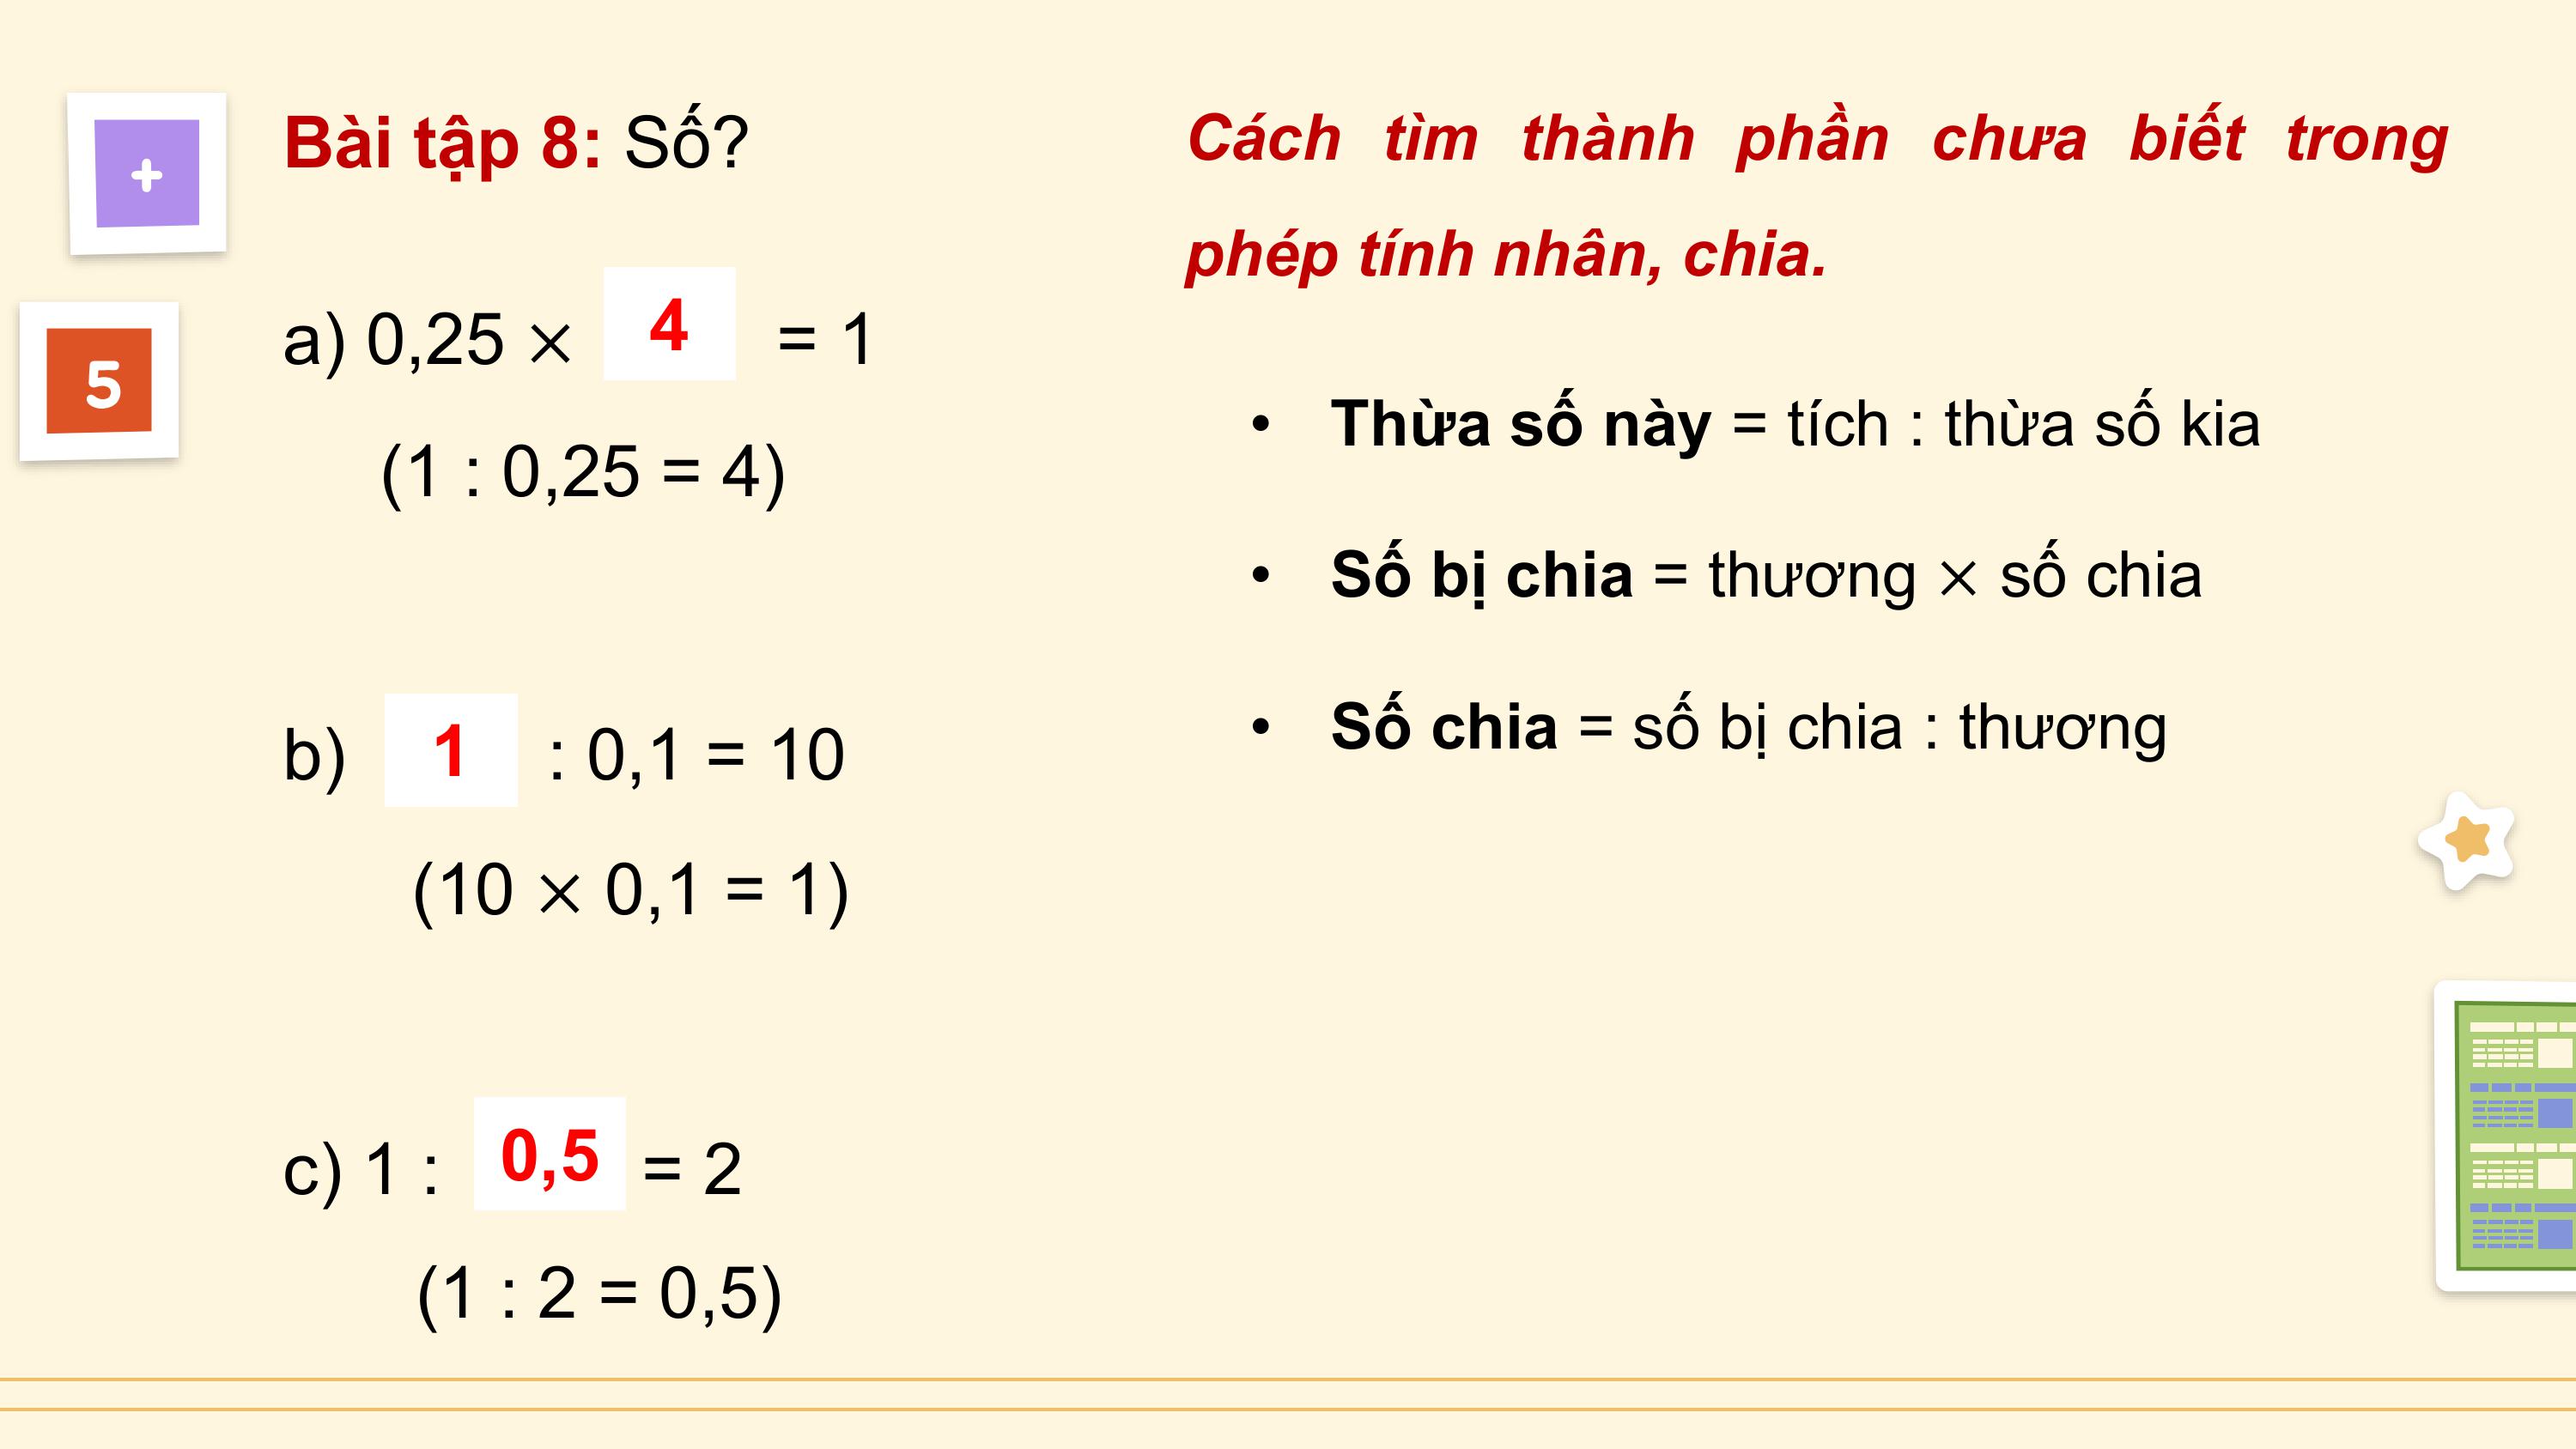 +
5
Bài tập 8: Số?
a) 0,25 × 4 = 1
(1 : 0,25 = 4)
b) 1 : 0,1 = 10
(10 × 0,1 = 1)
c) 1 : 0,5 = 2
(1 : 2 = 0,5)
Cách tìm thành phần chưa biết trong
phép tính nhân, chia.
• Thừa số này = tích : thừa số kia
• Số bị chia = thương × số chia
• Số chia = số bị chia : thương